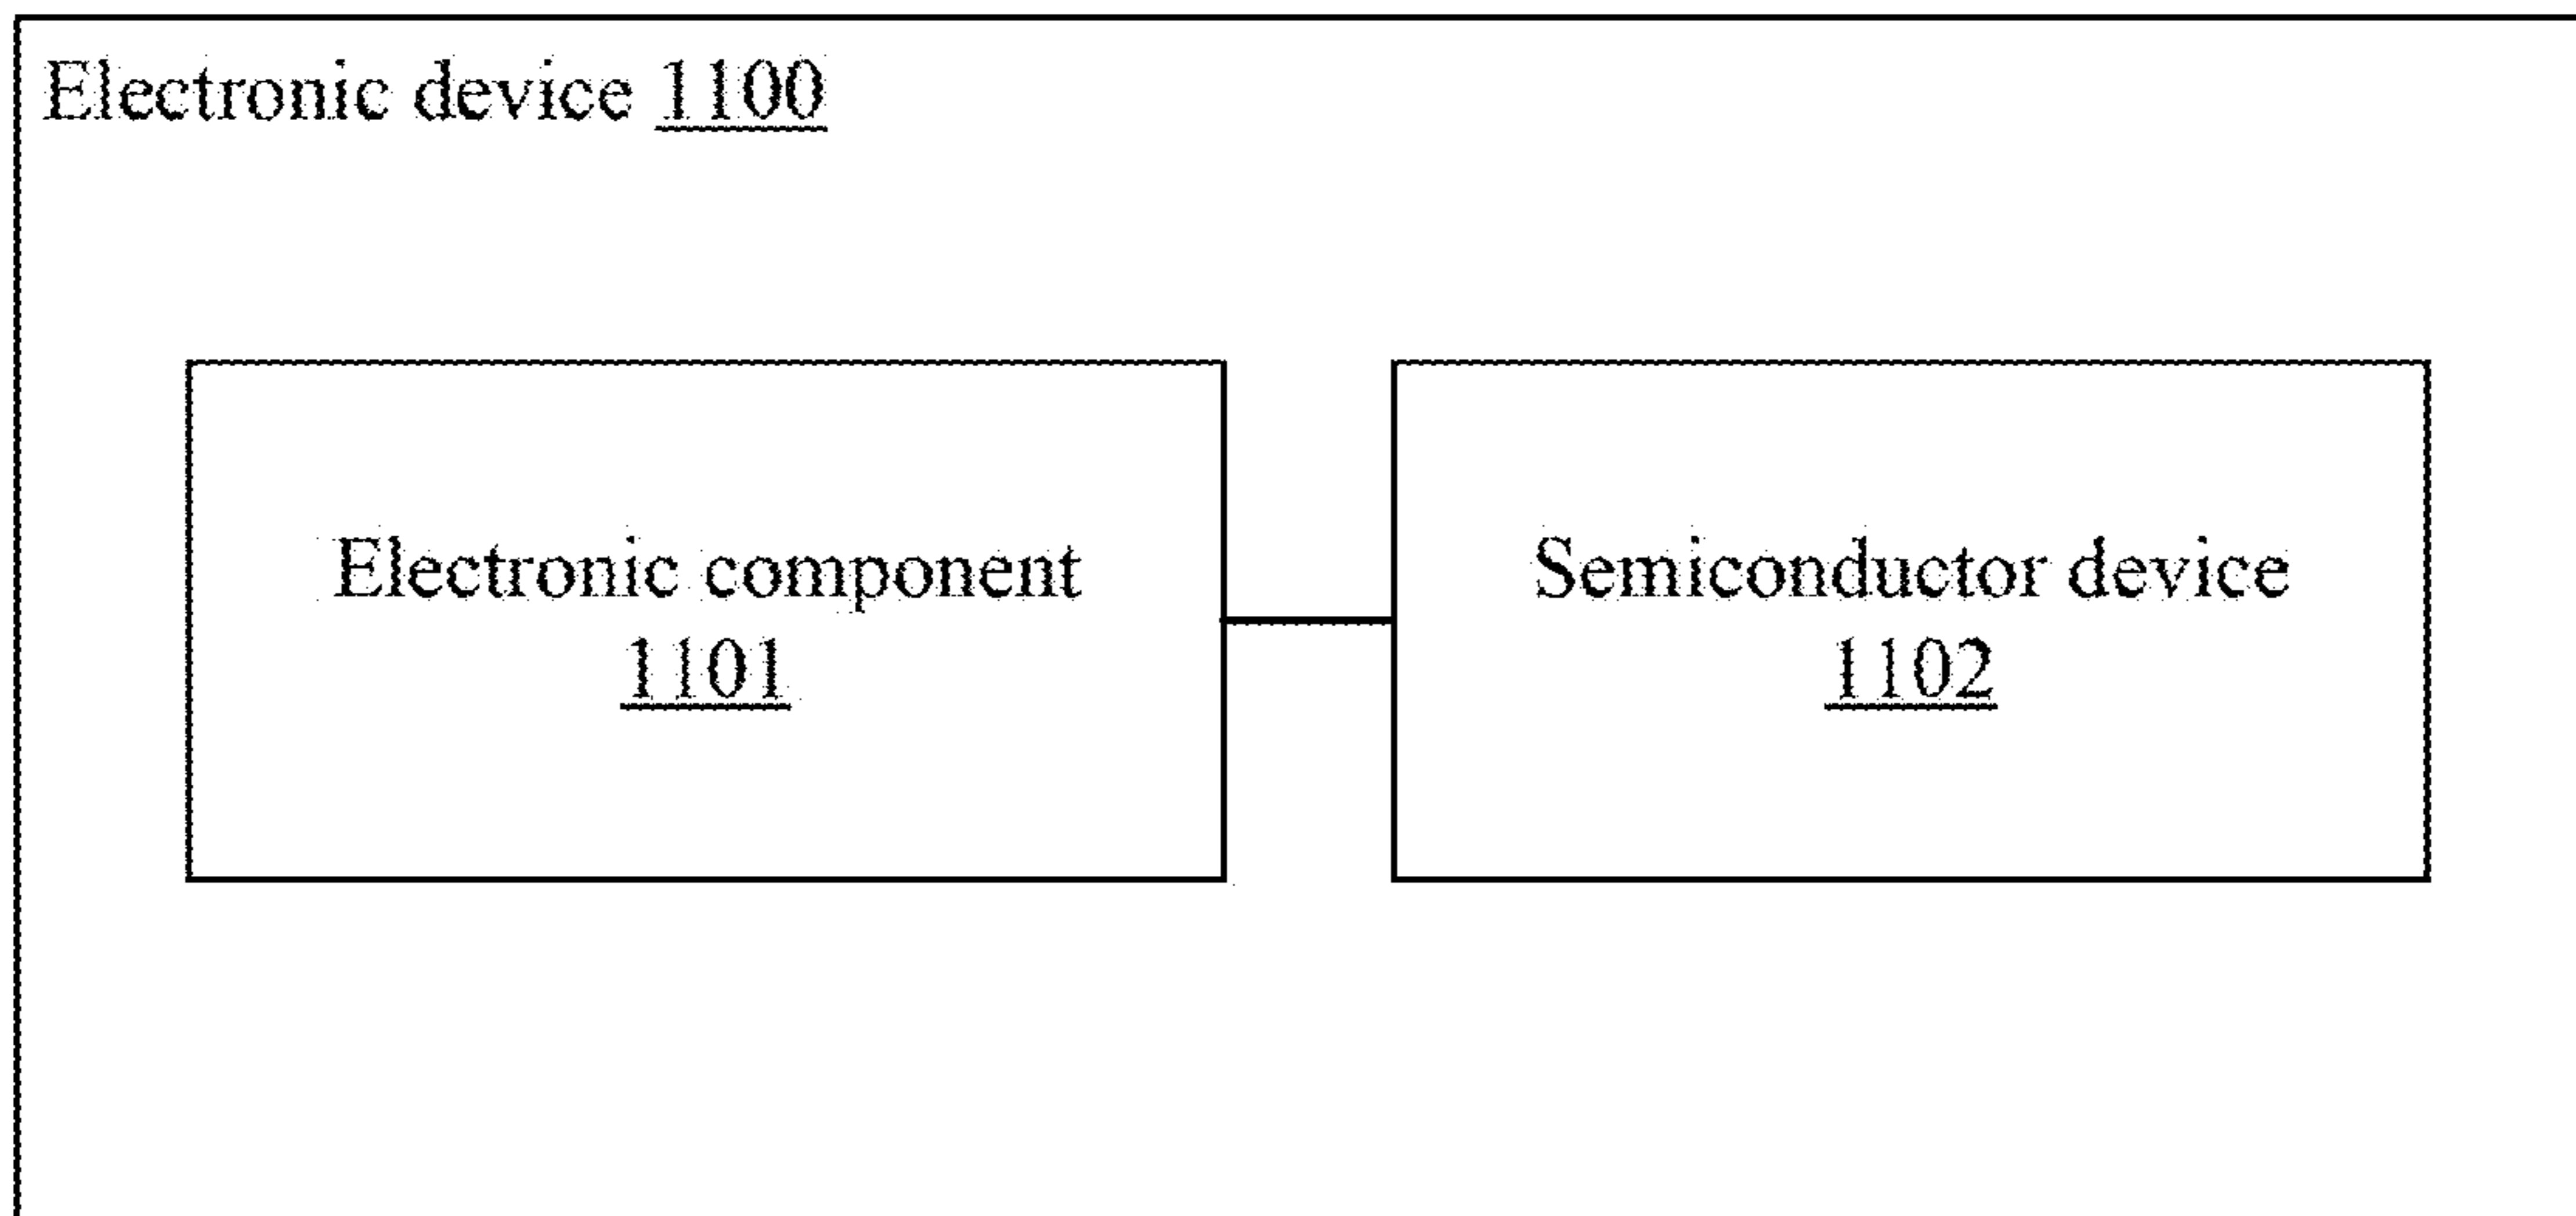 Electronic device 1100
Electronic component
1101
Semiconductor device
1102